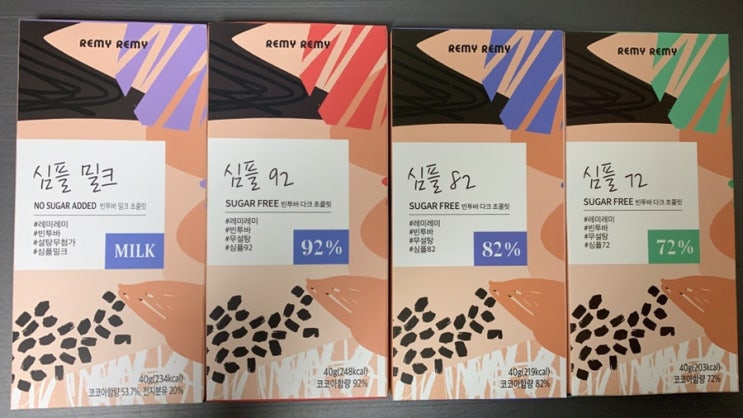 REMY REMY
심플 밀크
NO SUGAR ADDED 빈투바 밀크 초콜릿
#레미레미
#빈투바
#설탕무첨가
#심플밀크
MILK
40g(234kcal)
코코아함량 53.7%, 전지분유 20%
REMY REMY
심플 92
SUGAR FREE 빈투바 다크 초콜릿
#레미레미
#빈투바
#무설탕
#심플92
92%
40g(248kcal)
코코아함량 92%
REMY REMY
심플 82
SUGAR FREE 빈투바 다크 초콜릿
#레미레미
#빈투바
#무설탕
#심플82
82%
40g(219kcal)
코코아함량 82%
REMY REMY
심플 72
SUGAR FREE 빈투바 다크 초콜릿
#레미레미
#빈투바
#무설탕
#심플72
72%
40g(203kcal)
코코아함량 72%